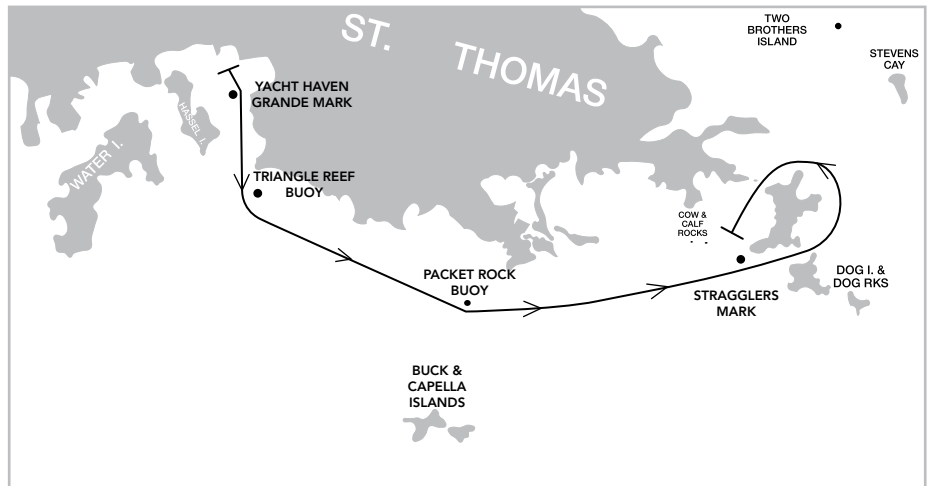 ST. THOMAS
TWO
BROTHERS
ISLAND
STEVENS
CAY
YACHT HAVEN
GRANDE MARK
HASSEL I.
WATER I.
TRIANGLE REEF
BUOY
COW &
CALF
ROCKS
PACKET ROCK
BUOY
DOG I. &
DOG RKS
STRAGGLERS
MARK
BUCK &
CAPELLA
ISLANDS